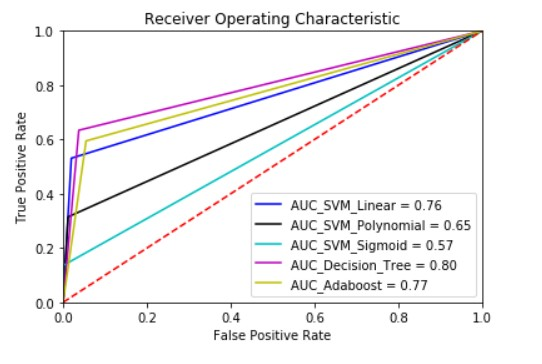 Receiver Operating Characteristic
1.0
0.8
0.6
0.4
0.2
0.0
True Positive Rate
AUC_SVM_Linear = 0.76
AUC_SVM_Polynomial = 0.65
AUC_SVM_Sigmoid = 0.57
AUC_Decision_Tree = 0.80
AUC_Adaboost = 0.77
0.0 0.2 0.4 0.6 0.8 1.0
False Positive Rate